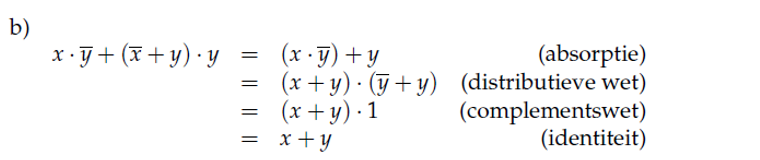 b)
x · y̅ + (x̅ + y) · y = (x · y̅) + y (absorptie)
= (x + y) · (y̅ + y) (distributieve wet)
= (x + y) · 1 (complementswet)
= x + y (identiteit)